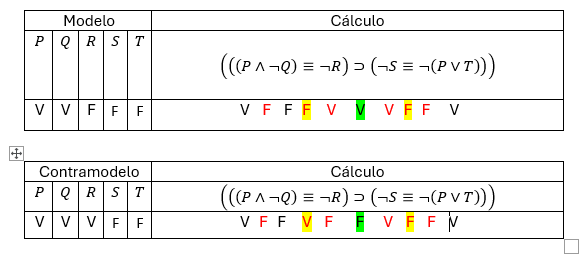 Modelo Cálculo
P Q R S T (((P ∧ ¬Q) ≡ ¬R) ⊃ (¬S ≡ ¬(P ∨ T)))
V V F F F V F F F V V V F F V
Contramodelo Cálculo
P Q R S T (((P ∧ ¬Q) ≡ ¬R) ⊃ (¬S ≡ ¬(P ∨ T)))
V V V F F V F F V F F V F F V